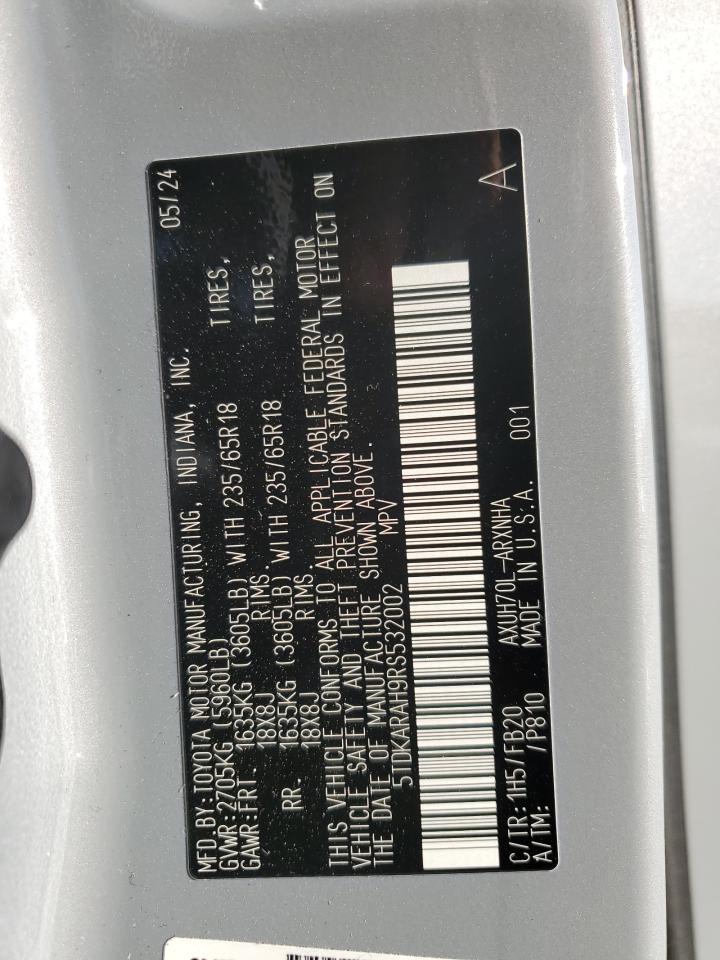 MFD.BY:TOYOTA MOTOR MANUFACTURING, INDIANA, INC. 05/24
GVWR:2705KG(5960LB)
GAWR:FRT. 1635KG (3605LB) WITH 235/65R18 TIRES,
18X8J RIMS
RR. 1635KG (3605LB) WITH 235/65R18 TIRES,
18X8J RIMS.
THIS VEHICLE CONFORMS TO ALL APPLICABLE FEDERAL MOTOR
VEHICLE SAFETY AND THEFT PREVENTION STANDARDS IN EFFECT ON
THE DATE OF MANUFACTURE SHOWN ABOVE.
5TDKARAH9RS532002 MPV
C/TR:1H5/FB20 AXUH70L-ARXNHA
A/TM: /P810 MADE IN U.S.A. 001 A